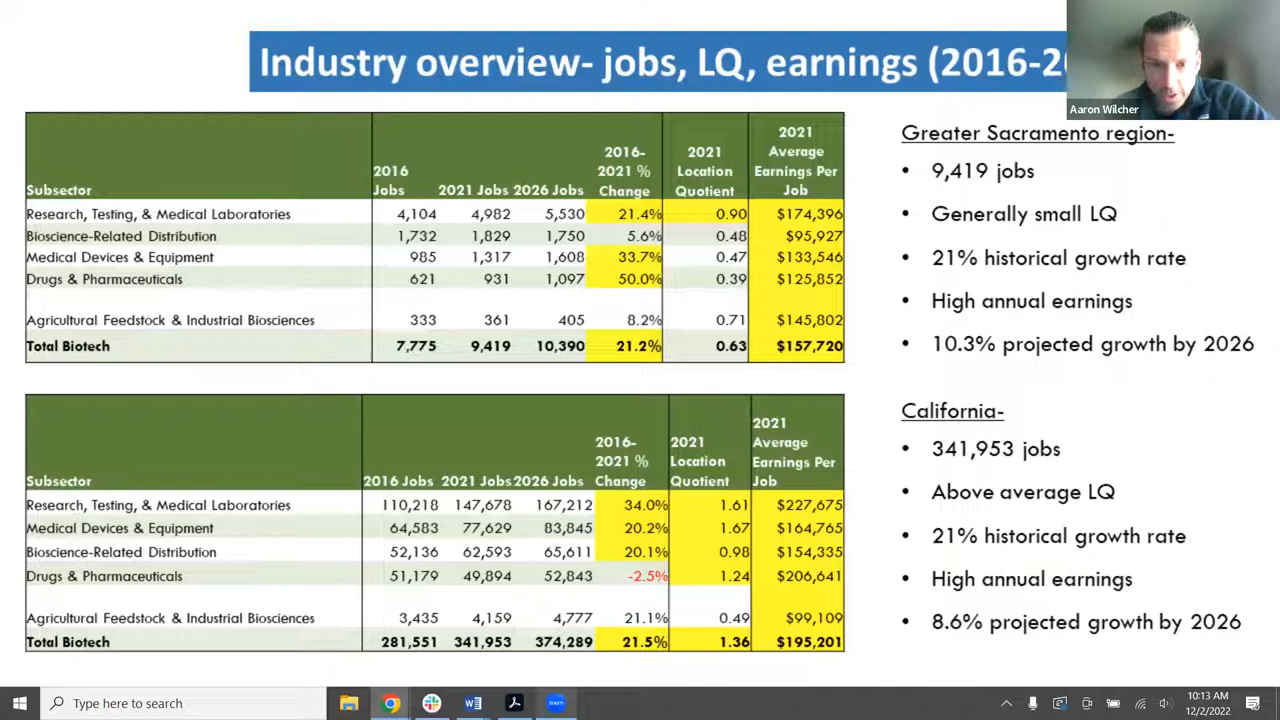 Industry overview- jobs, LQ, earnings (2016-20
Aaron Wilcher
Subsector 2016 Jobs 2021 Jobs 2026 Jobs 2016-2021 % Change 2021 Location Quotient 2021 Average Earnings Per Job
Research, Testing, & Medical Laboratories 4,104 4,982 5,530 21.4% 0.90 $174,396
Bioscience-Related Distribution 1,732 1,829 1,750 5.6% 0.48 $95,927
Medical Devices & Equipment 985 1,317 1,608 33.7% 0.47 $133,546
Drugs & Pharmaceuticals 621 931 1,097 50.0% 0.39 $125,852
Agricultural Feedstock & Industrial Biosciences 333 361 405 8.2% 0.71 $145,802
Total Biotech 7,775 9,419 10,390 21.2% 0.63 $157,720
Greater Sacramento region-
• 9,419 jobs
• Generally small LQ
• 21% historical growth rate
• High annual earnings
• 10.3% projected growth by 2026
Subsector 2016 Jobs 2021 Jobs 2026 Jobs 2016-2021 % Change 2021 Location Quotient 2021 Average Earnings Per Job
Research, Testing, & Medical Laboratories 110,218 147,678 167,212 34.0% 1.61 $227,675
Medical Devices & Equipment 64,583 77,629 83,845 20.2% 1.67 $164,765
Bioscience-Related Distribution 52,136 62,593 65,611 20.1% 0.98 $154,335
Drugs & Pharmaceuticals 51,179 49,894 52,843 -2.5% 1.24 $206,641
Agricultural Feedstock & Industrial Biosciences 3,435 4,159 4,777 21.1% 0.49 $99,109
Total Biotech 281,551 341,953 374,289 21.5% 1.36 $195,201
California-
• 341,953 jobs
• Above average LQ
• 21% historical growth rate
• High annual earnings
• 8.6% projected growth by 2026
Type here to search
zoom
10:13 AM
12/2/2022